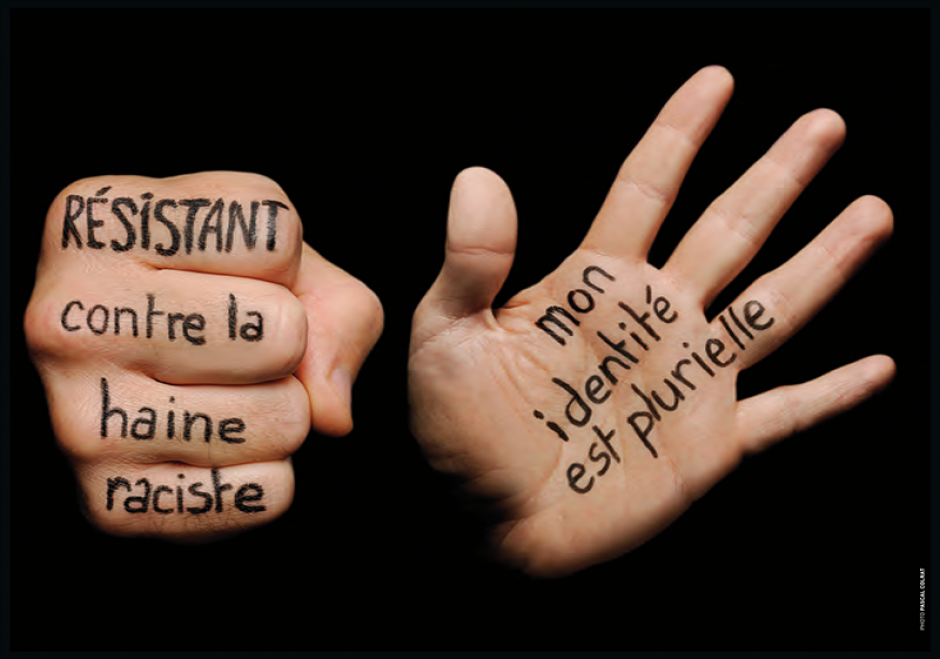 RÉSISTANT
contre la
haine
raciste
mon
identité
est plurielle
PHOTO PASCAL COLRAT